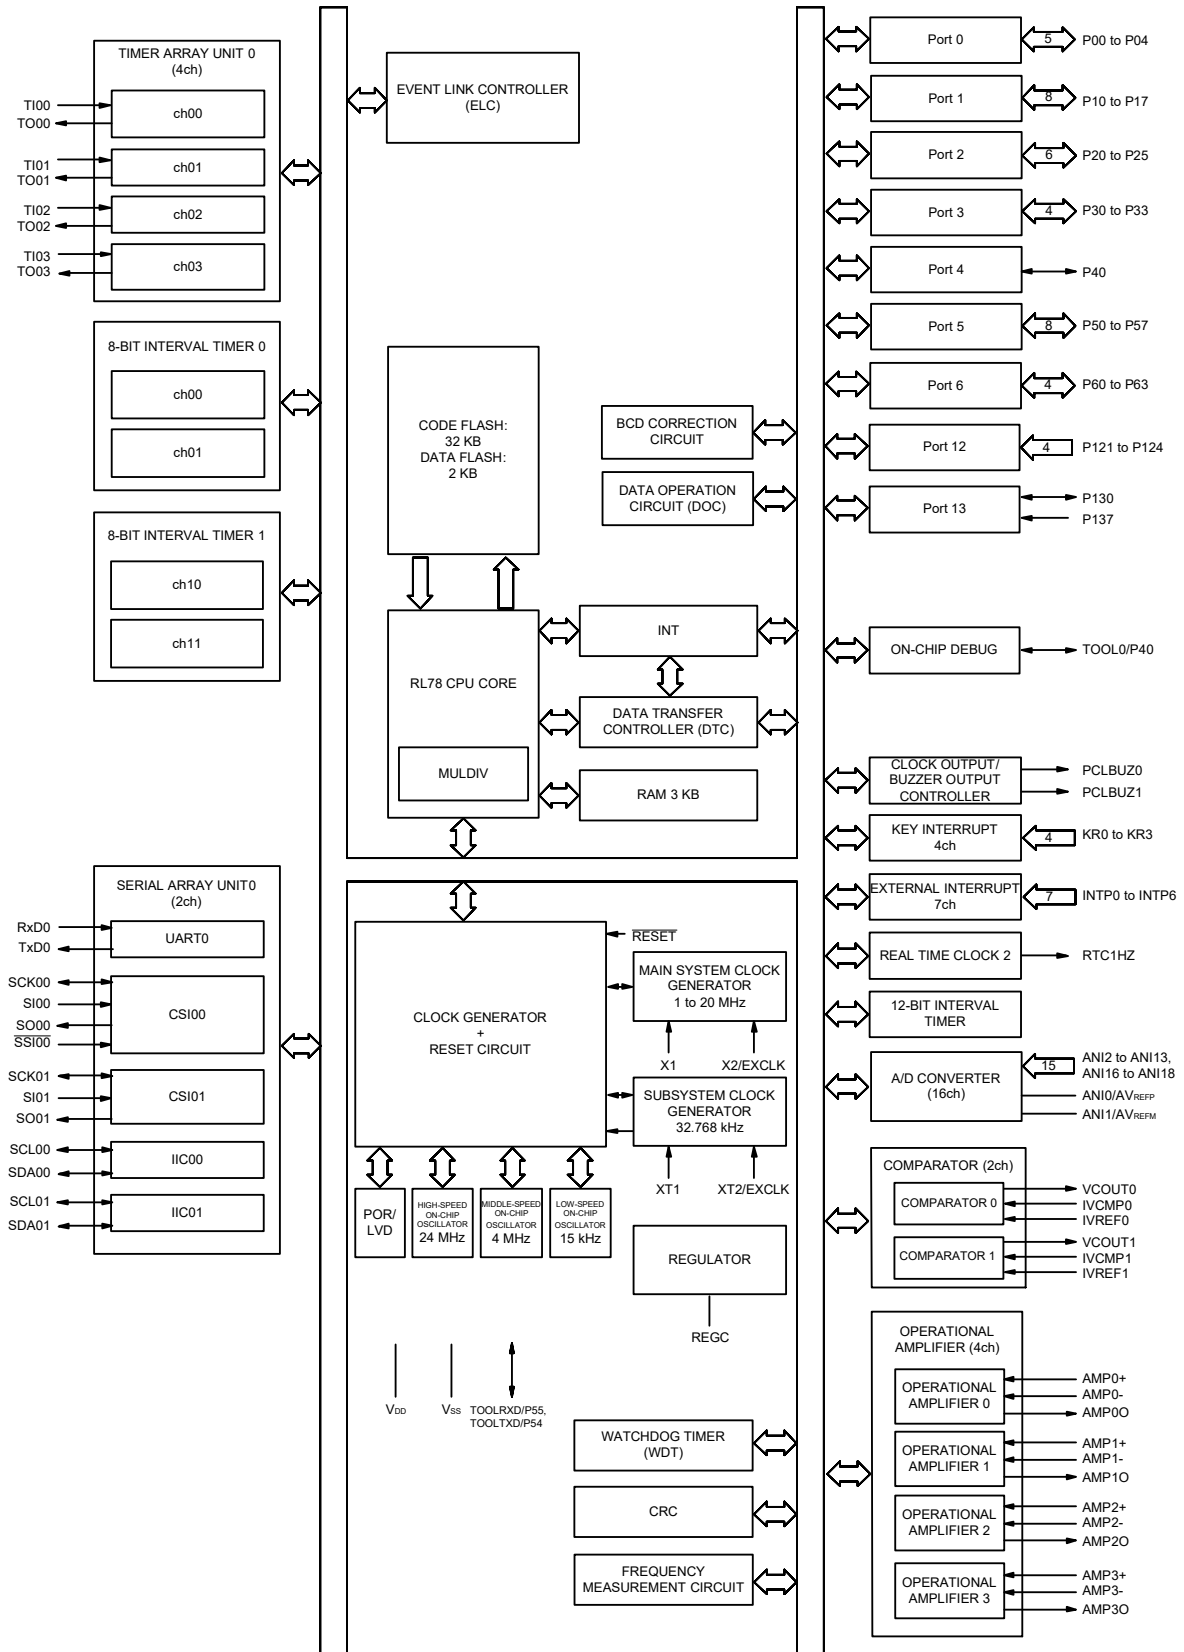 TIMER ARRAY UNIT 0
(4ch)
TI00
TO00
ch00
TI01
TO01
ch01
TI02
TO02
ch02
TI03
TO03
ch03
8-BIT INTERVAL TIMER 0
ch00
ch01
8-BIT INTERVAL TIMER 1
ch10
ch11
SERIAL ARRAY UNIT0
(2ch)
RxD0
TxD0
UART0
SCK00
SI00
SO00
SSI00
CSI00
SCK01
SI01
SO01
CSI01
SCL00
SDA00
IIC00
SCL01
SDA01
IIC01
EVENT LINK CONTROLLER
(ELC)
CODE FLASH:
32 KB
DATA FLASH:
2 KB
BCD CORRECTION
CIRCUIT
DATA OPERATION
CIRCUIT (DOC)
RL78 CPU CORE
MULDIV
INT
DATA TRANSFER
CONTROLLER (DTC)
RAM 3 KB
CLOCK GENERATOR
+
RESET CIRCUIT
RESET
MAIN SYSTEM CLOCK
GENERATOR
1 to 20 MHz
X1
X2/EXCLK
SUBSYSTEM CLOCK
GENERATOR
32.768 kHz
XT1
XT2/EXCLK
POR/
LVD
HIGH-SPEED
ON-CHIP
OSCILLATOR
24 MHz
MIDDLE-SPEED
ON-CHIP
OSCILLATOR
4 MHz
LOW-SPEED
ON-CHIP
OSCILLATOR
15 kHz
REGULATOR
REGC
VDD
VSS
TOOLRXD/P55,
TOOLTXD/P54
WATCHDOG TIMER
(WDT)
CRC
FREQUENCY
MEASUREMENT CIRCUIT
Port 0
5
P00 to P04
Port 1
8
P10 to P17
Port 2
6
P20 to P25
Port 3
4
P30 to P33
Port 4
P40
Port 5
8
P50 to P57
Port 6
4
P60 to P63
Port 12
4
P121 to P124
Port 13
P130
P137
ON-CHIP DEBUG
TOOL0/P40
CLOCK OUTPUT/
BUZZER OUTPUT
CONTROLLER
PCLBUZ0
PCLBUZ1
KEY INTERRUPT
4ch
4
KR0 to KR3
EXTERNAL INTERRUPT
7ch
7
INTP0 to INTP6
REAL TIME CLOCK 2
RTC1HZ
12-BIT INTERVAL
TIMER
A/D CONVERTER
(16ch)
15
ANI2 to ANI13,
ANI16 to ANI18
ANI0/AVREFP
ANI1/AVREFM
COMPARATOR (2ch)
COMPARATOR 0
VCOUT0
IVCMP0
IVREF0
COMPARATOR 1
VCOUT1
IVCMP1
IVREF1
OPERATIONAL
AMPLIFIER (4ch)
OPERATIONAL
AMPLIFIER 0
AMP0+
AMP0-
AMP0O
OPERATIONAL
AMPLIFIER 1
AMP1+
AMP1-
AMP1O
OPERATIONAL
AMPLIFIER 2
AMP2+
AMP2-
AMP2O
OPERATIONAL
AMPLIFIER 3
AMP3+
AMP3-
AMP3O